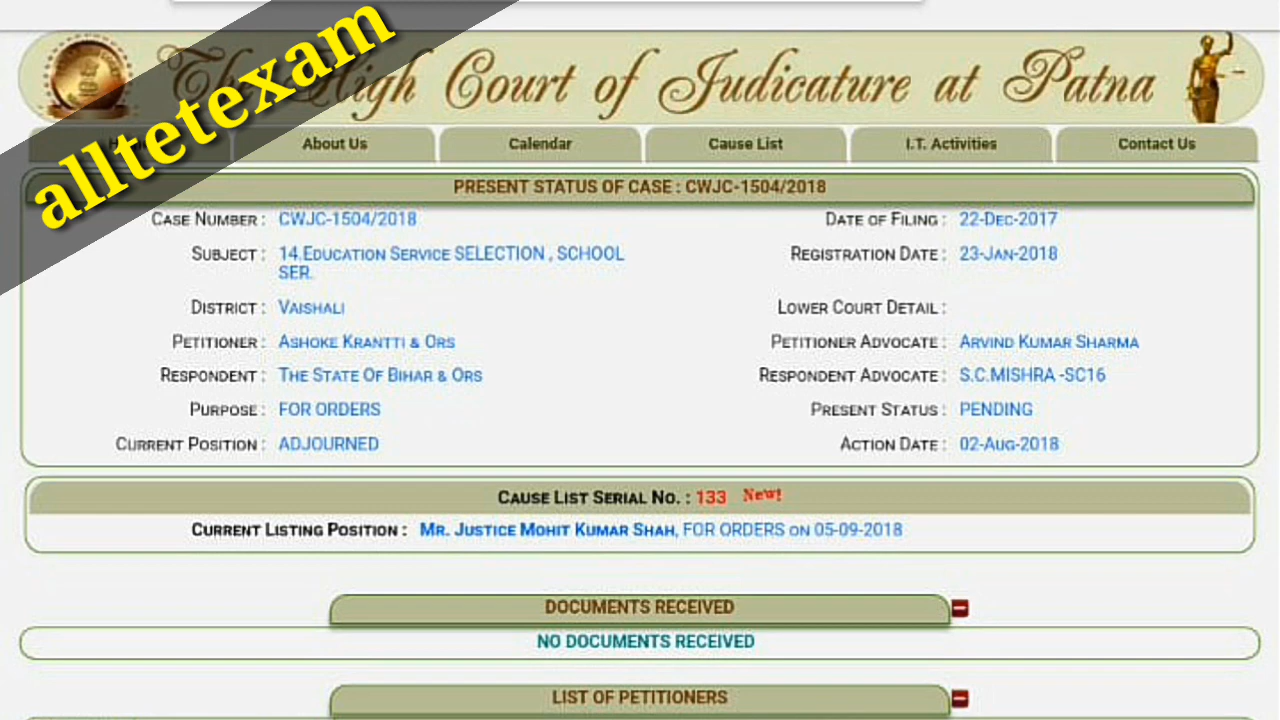 alltetexam
The High Court of Judicature at Patna
About Us Calendar Cause List I.T. Activities Contact Us
PRESENT STATUS OF CASE : CWJC-1504/2018
CASE NUMBER : CWJC-1504/2018 DATE OF FILING : 22-DEC-2017
SUBJECT : 14.EDUCATION SERVICE SELECTION , SCHOOL REGISTRATION DATE : 23-JAN-2018
SER.
DISTRICT : VAISHALI LOWER COURT DETAIL :
PETITIONER : ASHOKE KRANTTI & ORS PETITIONER ADVOCATE : ARVIND KUMAR SHARMA
RESPONDENT : THE STATE OF BIHAR & ORS RESPONDENT ADVOCATE : S.C.MISHRA -SC16
PURPOSE : FOR ORDERS PRESENT STATUS : PENDING
CURRENT POSITION : ADJOURNED ACTION DATE : 02-AUG-2018
CAUSE LIST SERIAL NO. : 133 New!
CURRENT LISTING POSITION : MR. JUSTICE MOHIT KUMAR SHAH, FOR ORDERS ON 05-09-2018
DOCUMENTS RECEIVED
NO DOCUMENTS RECEIVED
LIST OF PETITIONERS